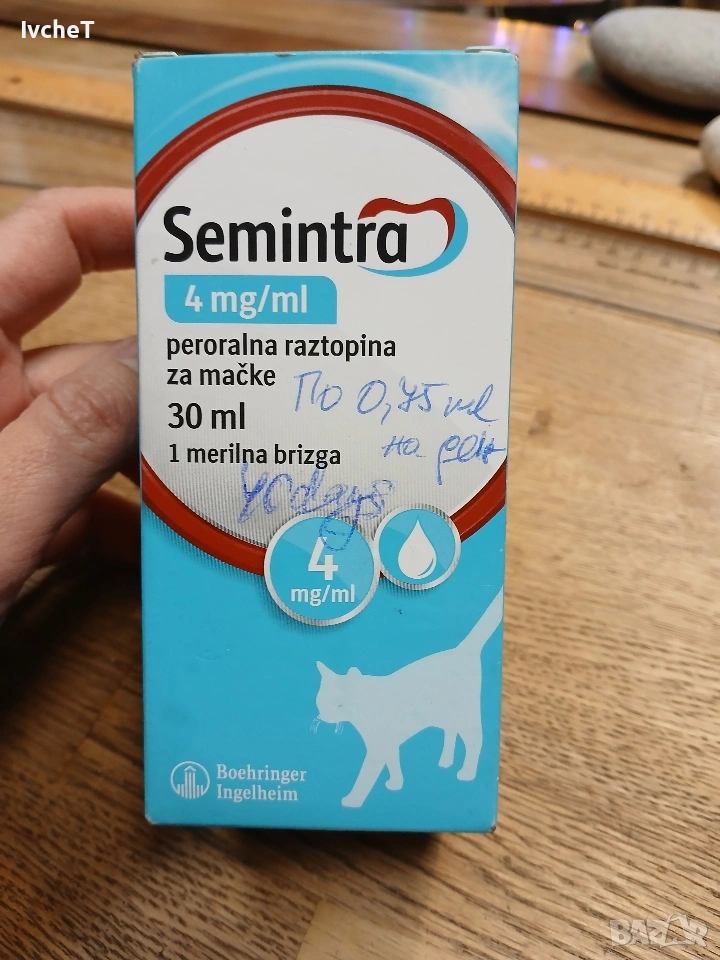 IvcheT
Semintra
4 mg/ml
peroralna raztopina
za mačke
30 ml
1 merilna brizga
По 0,75 ml
на ден
4
mg/ml
Boehringer
Ingelheim
BAZAR